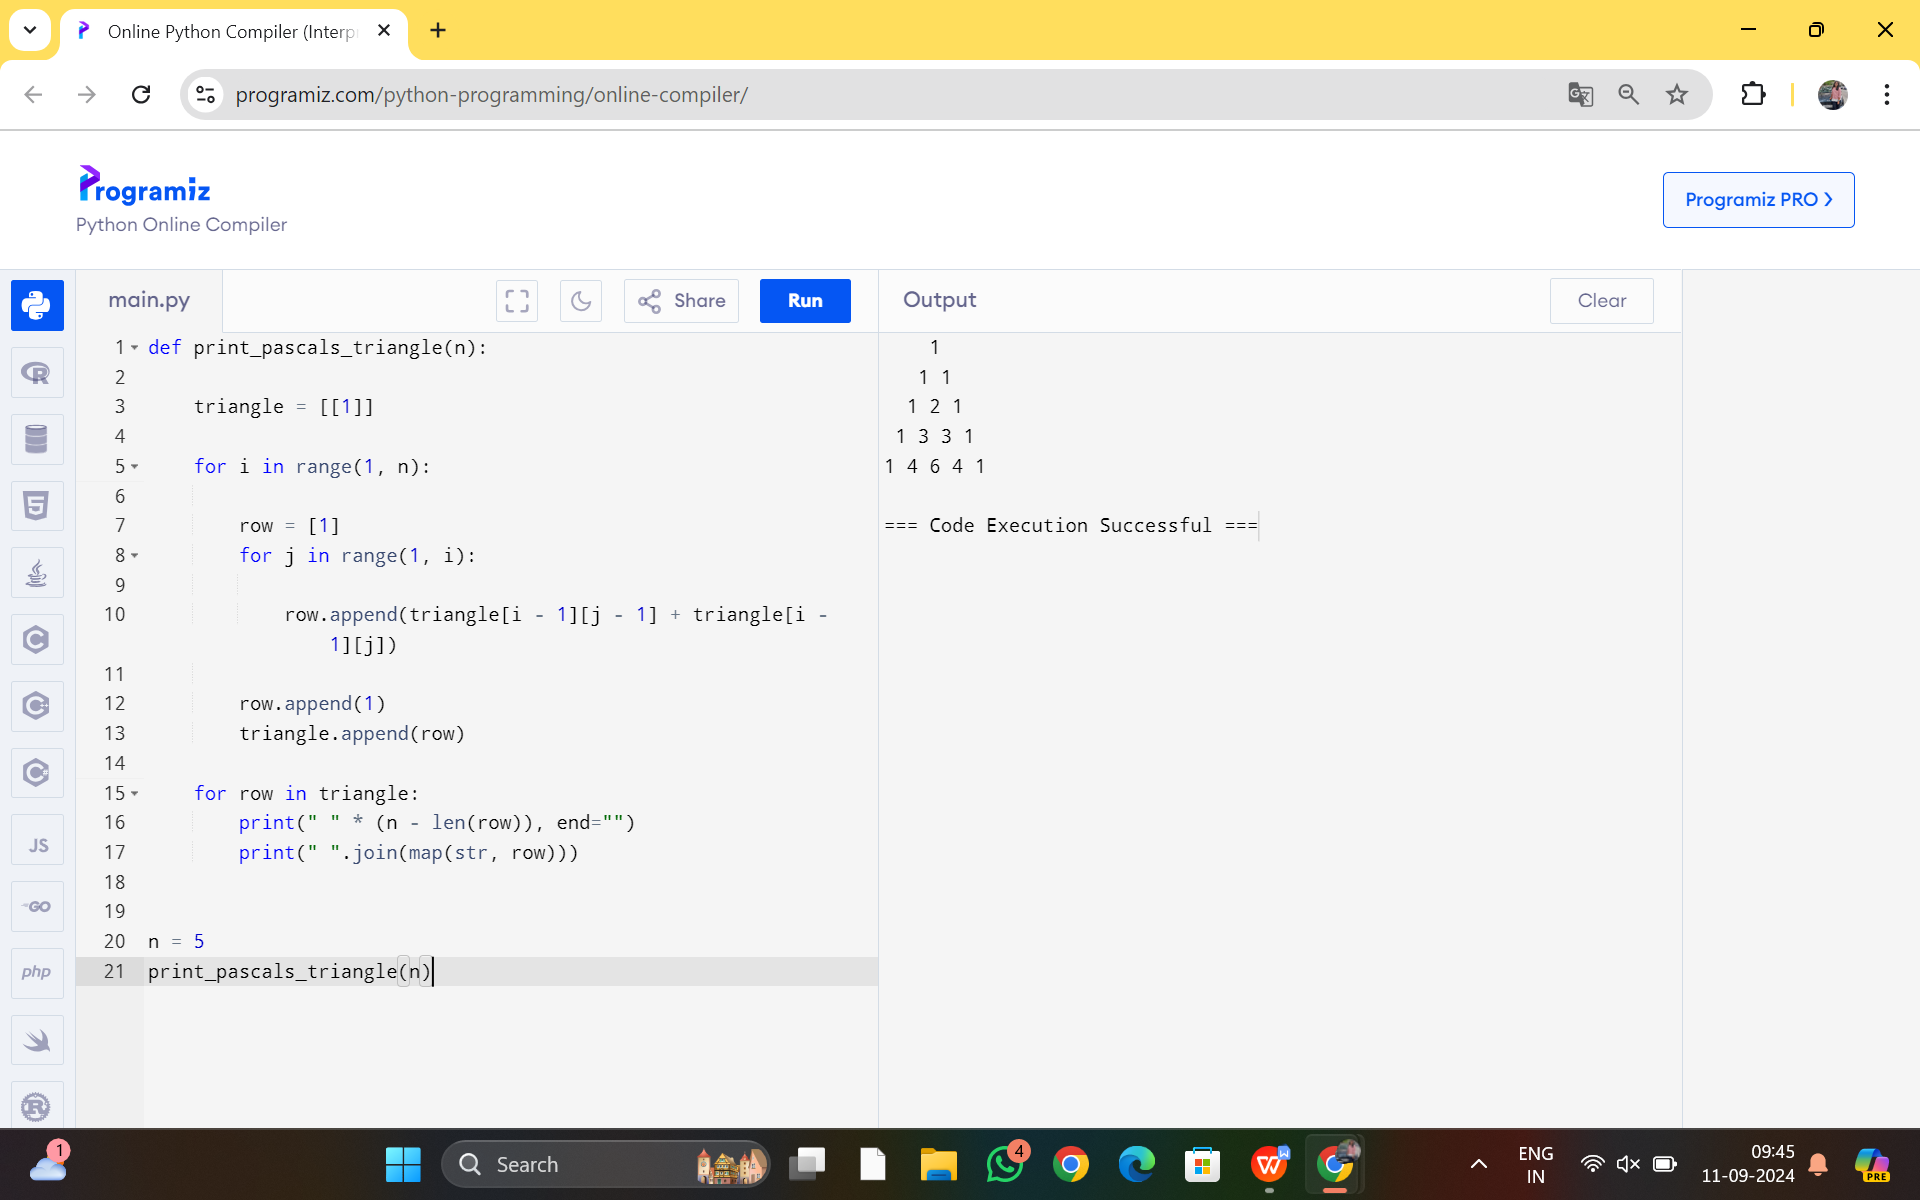 Online Python Compiler (Interp
programiz.com/python-programming/online-compiler/
Programiz
Python Online Compiler
Programiz PRO
main.py
Share
Run
Output
Clear
1 def print_pascals_triangle(n):
2
3     triangle = [[1]]
4
5     for i in range(1, n):
6
7         row = [1]
8         for j in range(1, i):
9
10             row.append(triangle[i - 1][j - 1] + triangle[i -
1][j])
11
12         row.append(1)
13         triangle.append(row)
14
15     for row in triangle:
16         print(" " * (n - len(row)), end="")
17         print(" ".join(map(str, row)))
18
19
20 n = 5
21 print_pascals_triangle(n)
    1
   1 1
  1 2 1
 1 3 3 1
1 4 6 4 1
=== Code Execution Successful ===
R
5
C
C
C
JS
GO
php
R
1
Search
4
W
W
ENG
IN
09:45
11-09-2024
PRE